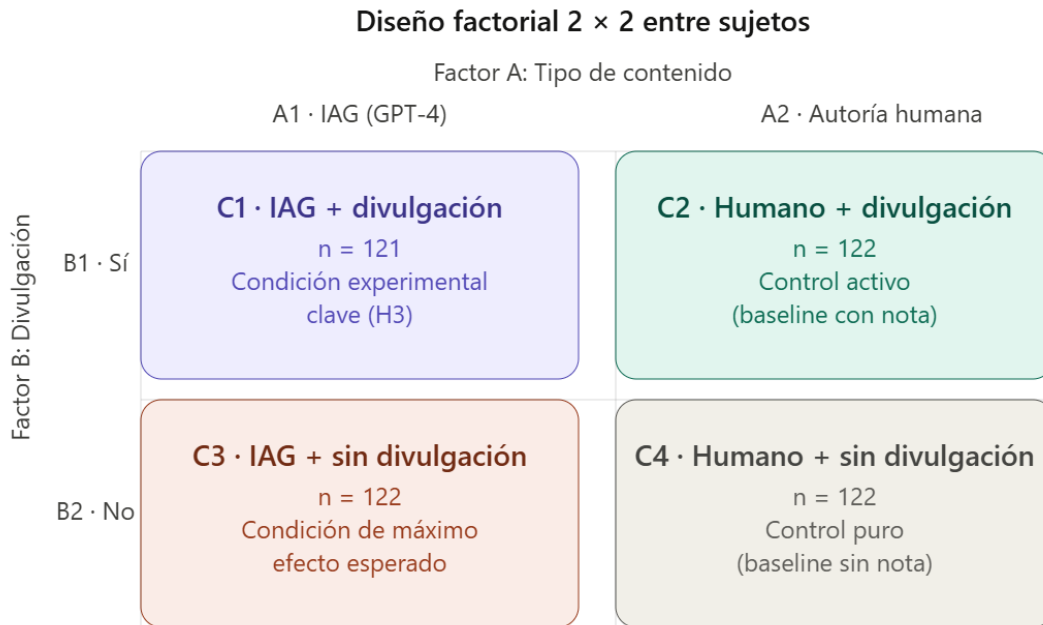 Diseño factorial 2 × 2 entre sujetos
Factor A: Tipo de contenido
A1 · IAG (GPT-4)
A2 · Autoría humana
Factor B: Divulgación
B1 · Sí
C1 · IAG + divulgación
n = 121
Condición experimental
clave (H3)
C2 · Humano + divulgación
n = 122
Control activo
(baseline con nota)
B2 · No
C3 · IAG + sin divulgación
n = 122
Condición de máximo
efecto esperado
C4 · Humano + sin divulgación
n = 122
Control puro
(baseline sin nota)